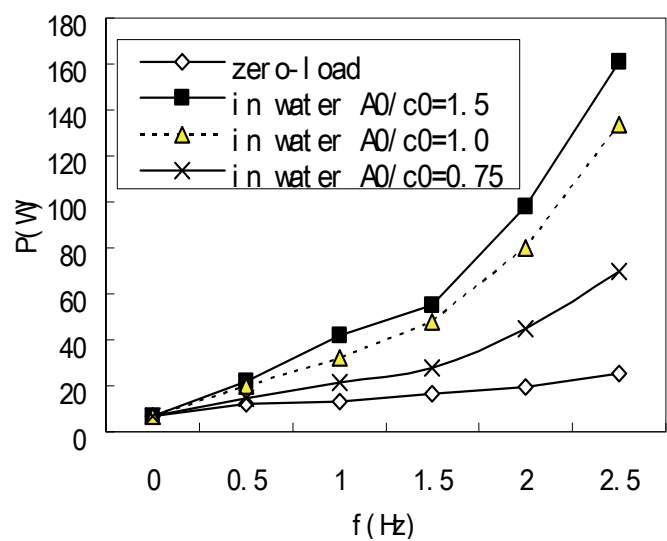 180
160
140
120
100
80
60
40
20
0
P(W)
zero-load
in water A0/c0=1.5
in water A0/c0=1.0
in water A0/c0=0.75
0 0.5 1 1.5 2 2.5
f(Hz)